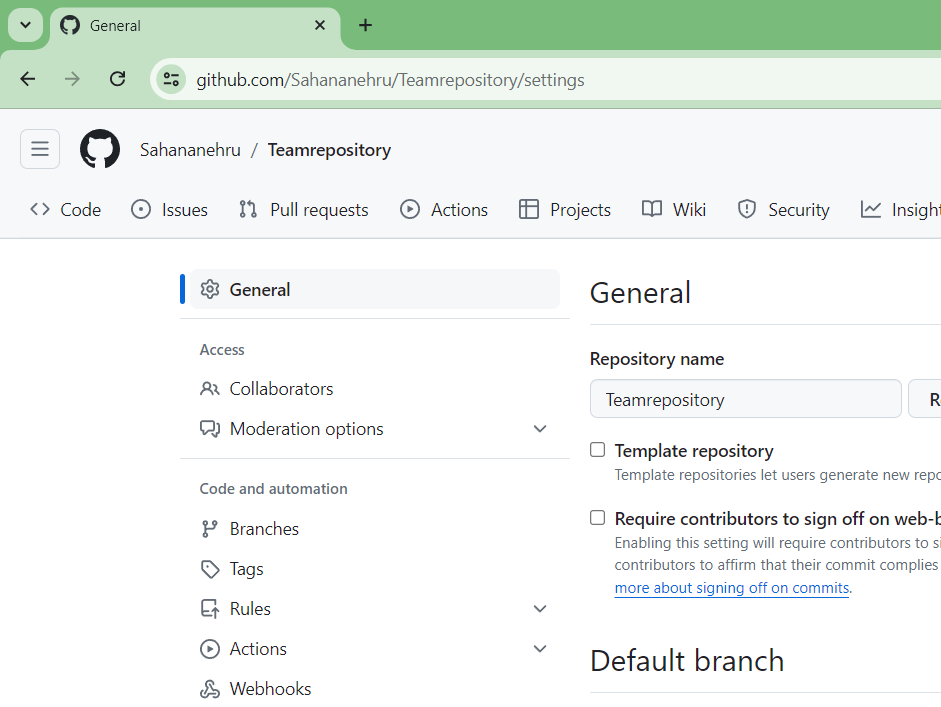 General
github.com/Sahananehru/Teamrepository/settings
Sahananehru / Teamrepository
Code Issues Pull requests Actions Projects Wiki Security Insight
General
Access
Collaborators
Moderation options
Code and automation
Branches
Tags
Rules
Actions
Webhooks
General
Repository name
Teamrepository
Template repository
Template repositories let users generate new repo
Require contributors to sign off on web-b
Enabling this setting will require contributors to si
contributors to affirm that their commit complies
more about signing off on commits.
Default branch